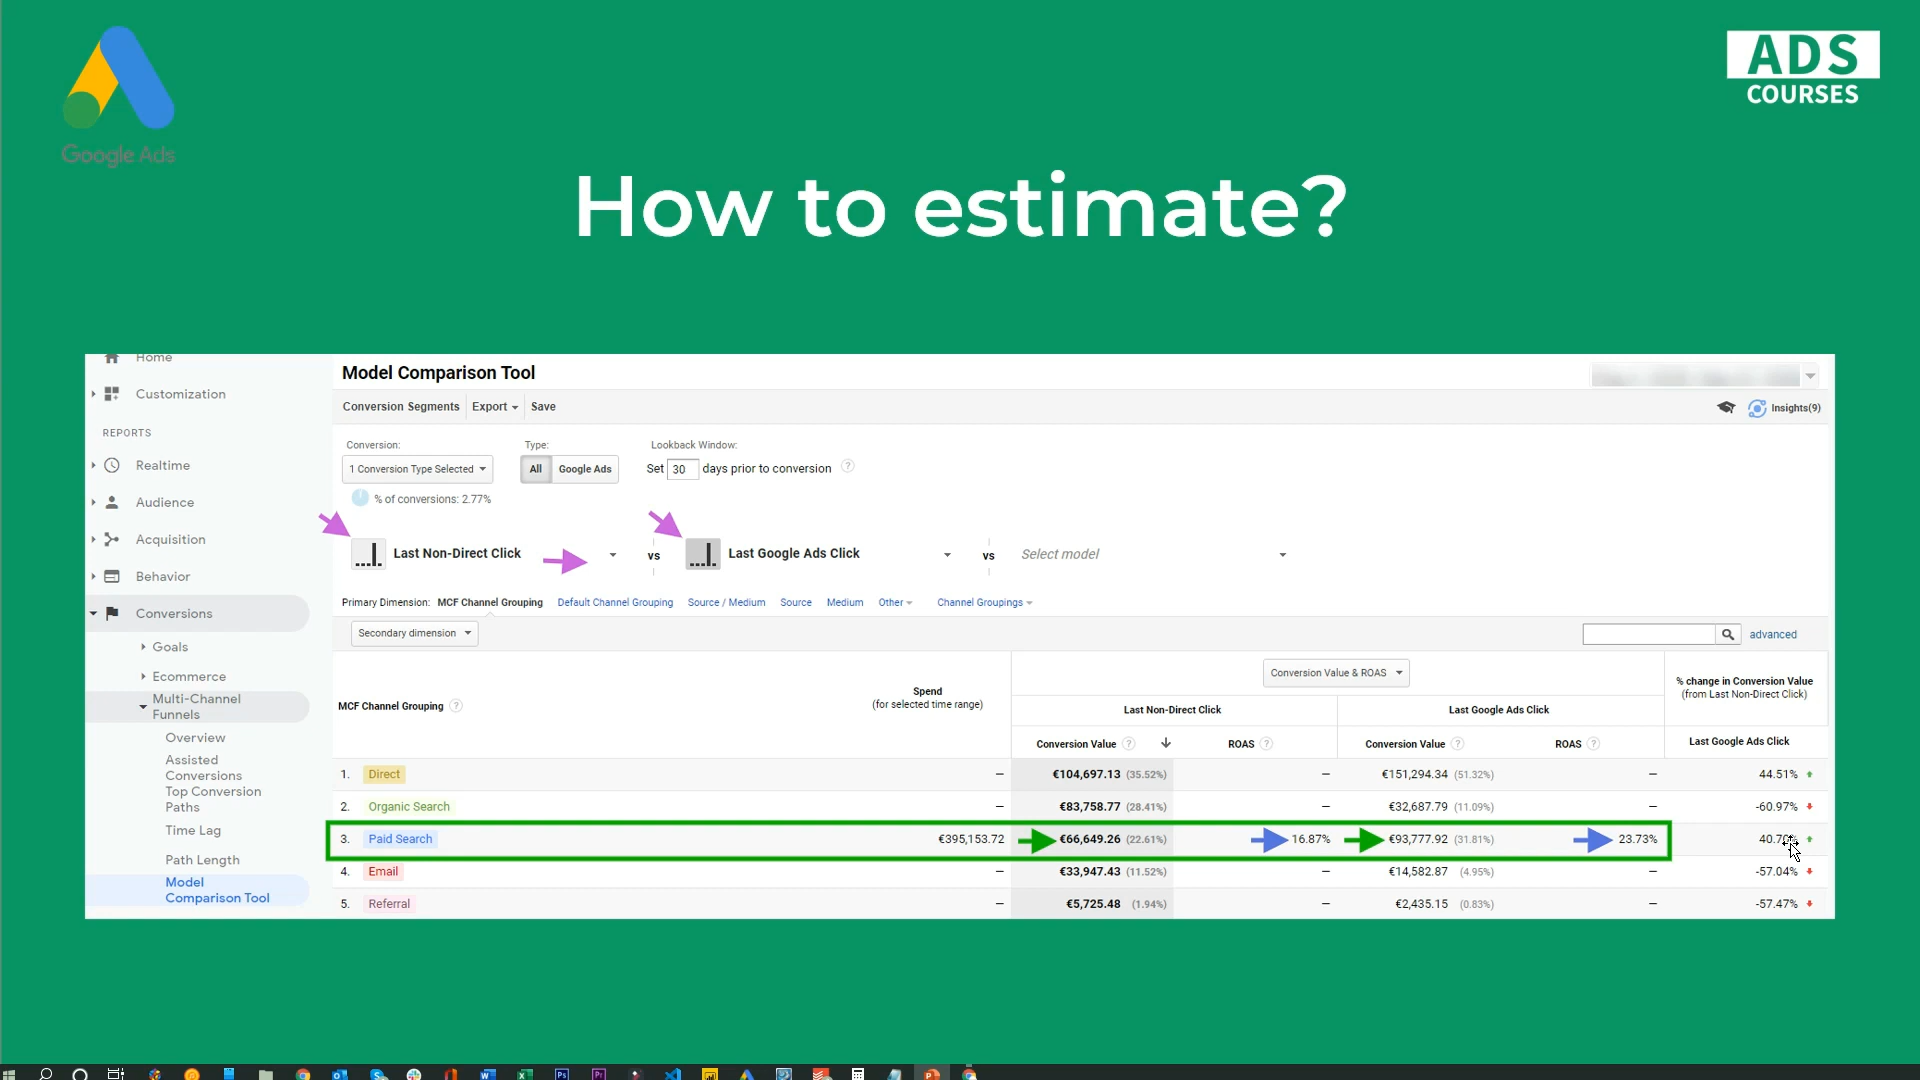 Google Ads
ADS
COURSES
How to estimate?
Home
Customization
REPORTS
Realtime
Audience
Acquisition
Behavior
Conversions
Goals
Ecommerce
Multi-Channel
Funnels
Overview
Assisted
Conversions
Top Conversion
Paths
Time Lag
Path Length
Model
Comparison Tool
Model Comparison Tool
Conversion Segments Export Save
Insights(9)
Conversion: Type: Lookback Window:
1 Conversion Type Selected All Google Ads Set 30 days prior to conversion ?
% of conversions: 2.77%
Last Non-Direct Click vs Last Google Ads Click vs Select model
Primary Dimension: MCF Channel Grouping Default Channel Grouping Source / Medium Source Medium Other Channel Groupings
Secondary dimension advanced
Conversion Value & ROAS
% change in Conversion Value
(from Last Non-Direct Click)
MCF Channel Grouping ? Spend
(for selected time range)
Last Non-Direct Click Last Google Ads Click
Conversion Value ? ROAS ? Conversion Value ? ROAS ? Last Google Ads Click
1. Direct — €104,697.13 (35.52%) — €151,294.34 (51.32%) — 44.51%
2. Organic Search — €83,758.77 (28.41%) — €32,687.79 (11.09%) — -60.97%
3. Paid Search €395,153.72 €66,649.26 (22.61%) 16.87% €93,777.92 (31.81%) 23.73% 40.70%
4. Email — €33,947.43 (11.52%) — €14,582.87 (4.95%) — -57.04%
5. Referral — €5,725.48 (1.94%) — €2,435.15 (0.83%) — -57.47%